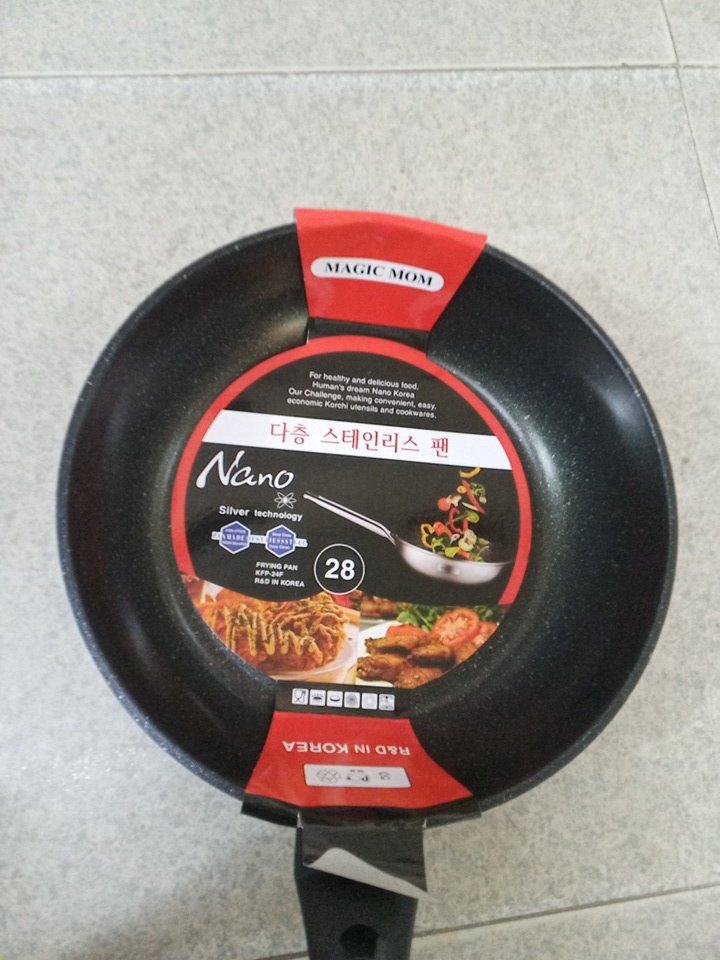 MAGIC MOM
For healthy and delicious food,
Human's dream Nano Korea
Our Challenge, making convenient, easy,
economic Korchi utensils and cookwares.
다층 스테인리스 팬
Nano
Silver technology
FRYING PAN
KFP-24F
R&D IN KOREA
28
R&D IN KOREA